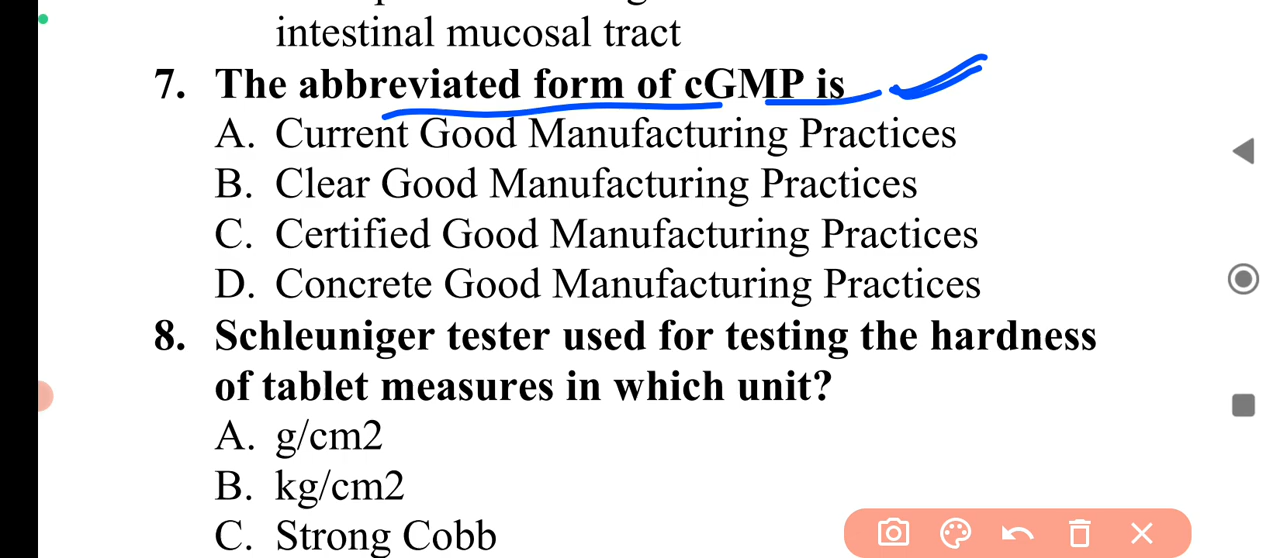 intestinal mucosal tract
7. The abbreviated form of cGMP is
A. Current Good Manufacturing Practices
B. Clear Good Manufacturing Practices
C. Certified Good Manufacturing Practices
D. Concrete Good Manufacturing Practices
8. Schleuniger tester used for testing the hardness
of tablet measures in which unit?
A. g/cm2
B. kg/cm2
C. Strong Cobb